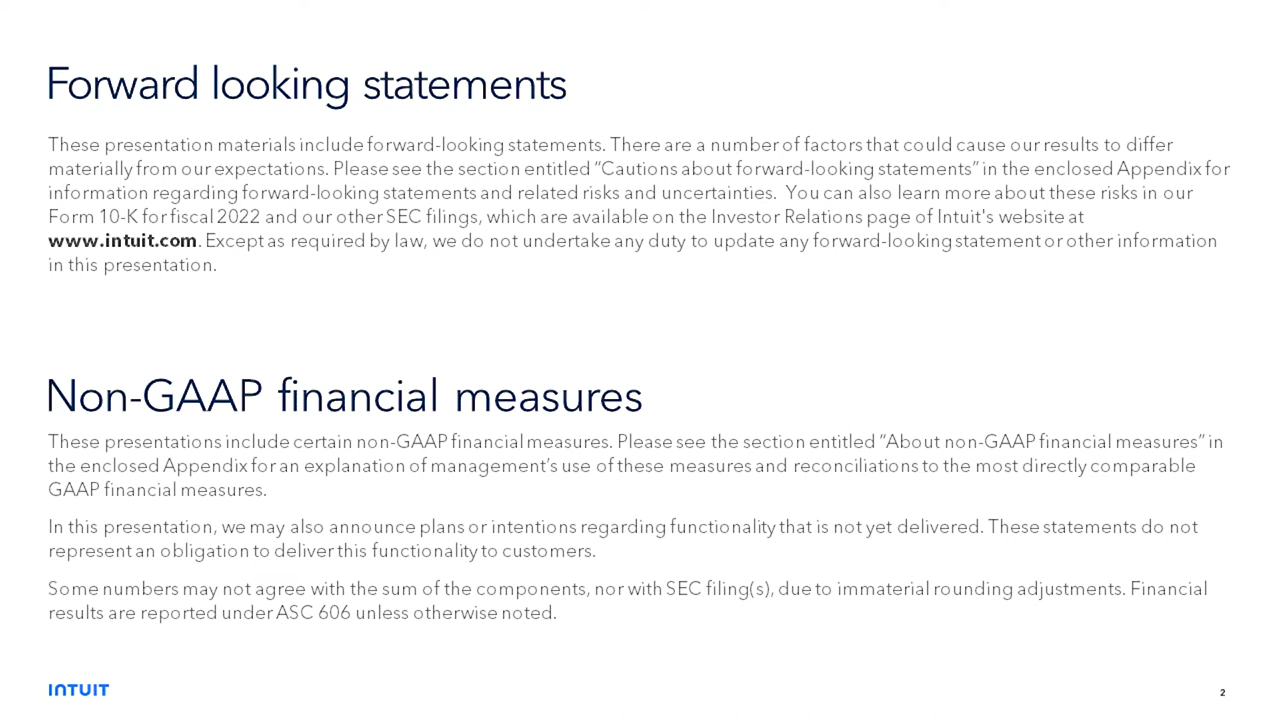 Forward looking statements
These presentation materials include forward-looking statements. There are a number of factors that could cause our results to differ
materially from our expectations. Please see the section entitled “Cautions about forward-looking statements” in the enclosed Appendix for
information regarding forward-looking statements and related risks and uncertainties.  You can also learn more about these risks in our
Form 10-K for fiscal 2022 and our other SEC filings, which are available on the Investor Relations page of Intuit's website at
www.intuit.com. Except as required by law, we do not undertake any duty to update any forward-looking statement or other information
in this presentation.
Non-GAAP financial measures
These presentations include certain non-GAAP financial measures. Please see the section entitled “About non-GAAP financial measures” in
the enclosed Appendix for an explanation of management’s use of these measures and reconciliations to the most directly comparable
GAAP financial measures.
In this presentation, we may also announce plans or intentions regarding functionality that is not yet delivered. These statements do not
represent an obligation to deliver this functionality to customers.
Some numbers may not agree with the sum of the components, nor with SEC filing(s), due to immaterial rounding adjustments. Financial
results are reported under ASC 606 unless otherwise noted.
INTUIT
2